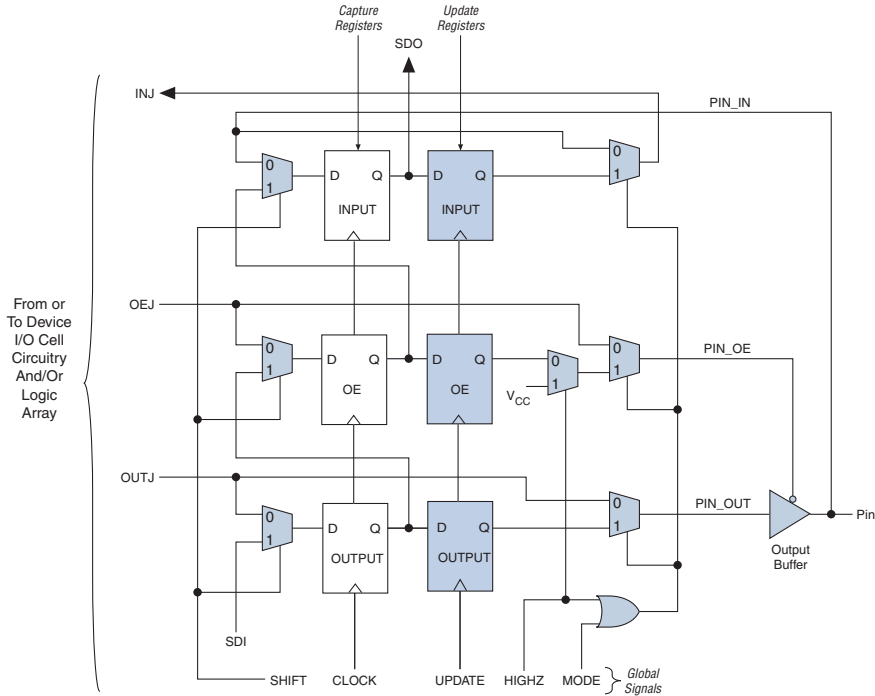 Capture
Registers
Update
Registers
SDO
INJ
PIN_IN
0
1
D Q
INPUT
D Q
INPUT
0
1
From or
To Device
I/O Cell
Circuitry
And/Or
Logic
Array
OEJ
0
1
D Q
OE
D Q
OE
0
1
VCC
0
1
PIN_OE
OUTJ
0
1
D Q
OUTPUT
D Q
OUTPUT
0
1
PIN_OUT
Pin
Output
Buffer
SDI
SHIFT
CLOCK
UPDATE
HIGHZ
MODE
Global
Signals